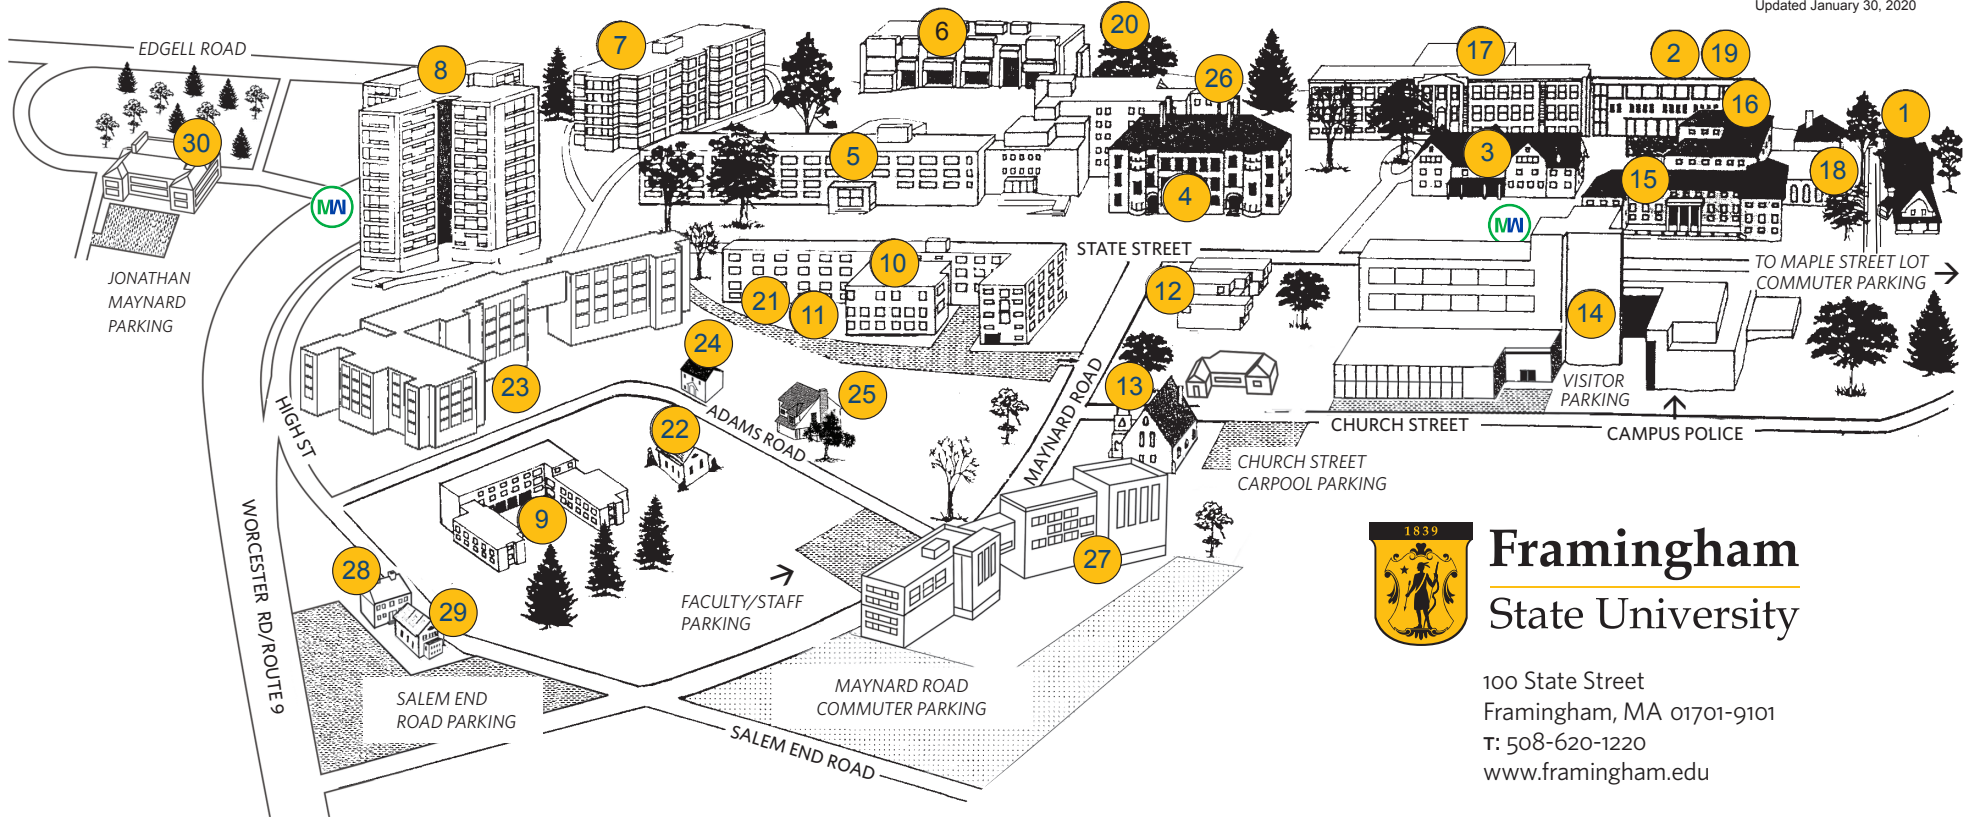 Updated January 30, 2020
EDGELL ROAD
8
7
6
20
26
17
2
19
16
1
30
MW
5
4
3
15
18
MW
JONATHAN
MAYNARD
PARKING
STATE STREET
TO MAPLE STREET LOT
COMMUTER PARKING
10
21
11
12
14
24
23
25
13
VISITOR
PARKING
HIGH ST
ADAMS ROAD
MAYNARD ROAD
CHURCH STREET
CAMPUS POLICE
22
CHURCH STREET
CARPOOL PARKING
9
WORCESTER RD/ROUTE 9
28
29
27
FACULTY/STAFF
PARKING
SALEM END
ROAD PARKING
MAYNARD ROAD
COMMUTER PARKING
SALEM END ROAD
1839
Framingham
State University
100 State Street
Framingham, MA 01701-9101
T: 508-620-1220
www.framingham.edu